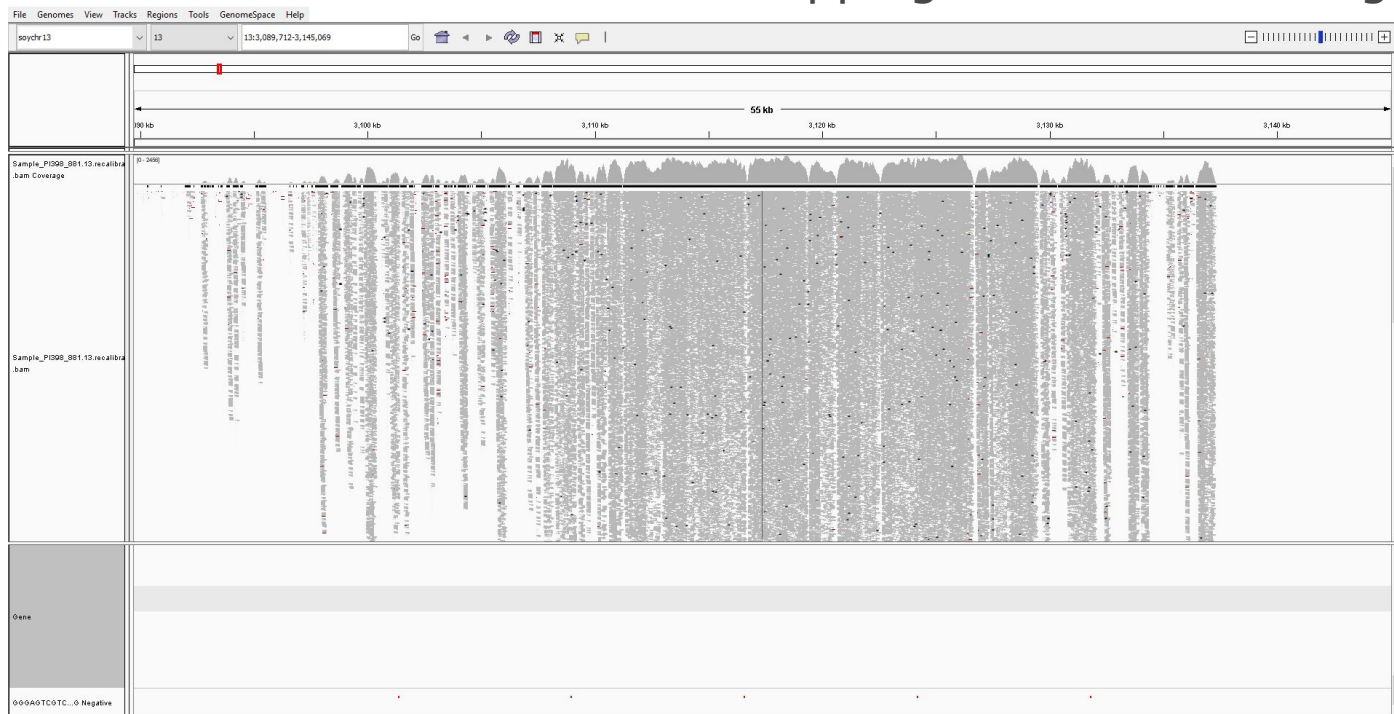 File Genomes View Tracks Regions Tools GenomeSpace Help
soychr13 13 13:3,089,712-3,145,069 Go
55 kb
3,100 kb 3,110 kb 3,120 kb 3,130 kb 3,140 kb
Sample_PI398_881.13.recalibra
.bam Coverage
[0 - 2456]
Sample_PI398_881.13.recalibra
.bam
Gene
GGGAGTCGTC...G Negative